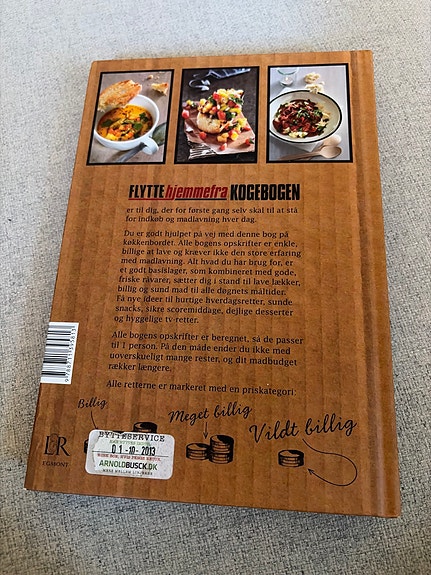 FLYTTE hjemmefra KOGEBOGEN
er til dig, der for første gang selv skal til at stå
for indkøb og madlavning hver dag.
Du er godt hjulpet på vej med denne bog på
køkkenbordet. Alle bogens opskrifter er enkle,
billige at lave og kræver ikke den store erfaring
med madlavning. Alt hvad du har brug for, er
et godt basislager, som kombineret med gode,
friske råvarer, sætter dig i stand til at lave lækker,
billig og sund mad til alle døgnets måltider.
Få nye ideer til hurtige hverdagsretter, sunde
snacks, sikre scoremiddage, dejlige desserter
og hyggelige tv-retter.
Alle bogens opskrifter er beregnet, så de passer
til 1 person. På den måde ender du ikke med
uoverskueligt mange rester, og dit madbudget
rækker længere.
Alle retterne er markeret med en priskategori:
Billig
Meget billig
Vildt billig
L&R
EGMONT
BYTTESERVICE
KAN BYTTES INDTIL
01-10-2013
ARNOLDBUSCK.DK
MERE MELLEM LINJERNE